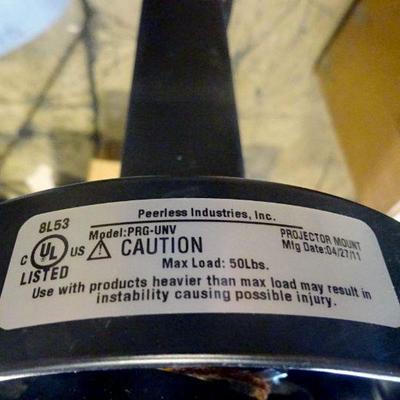 Peerless Industries, Inc.
8L53
Model:PRG-UNV
PROJECTOR MOUNT
Mfg Date:04/27/11
C UL US
LISTED
CAUTION
Max Load: 50Lbs.
Use with products heavier than max load may result in
instability causing possible injury.